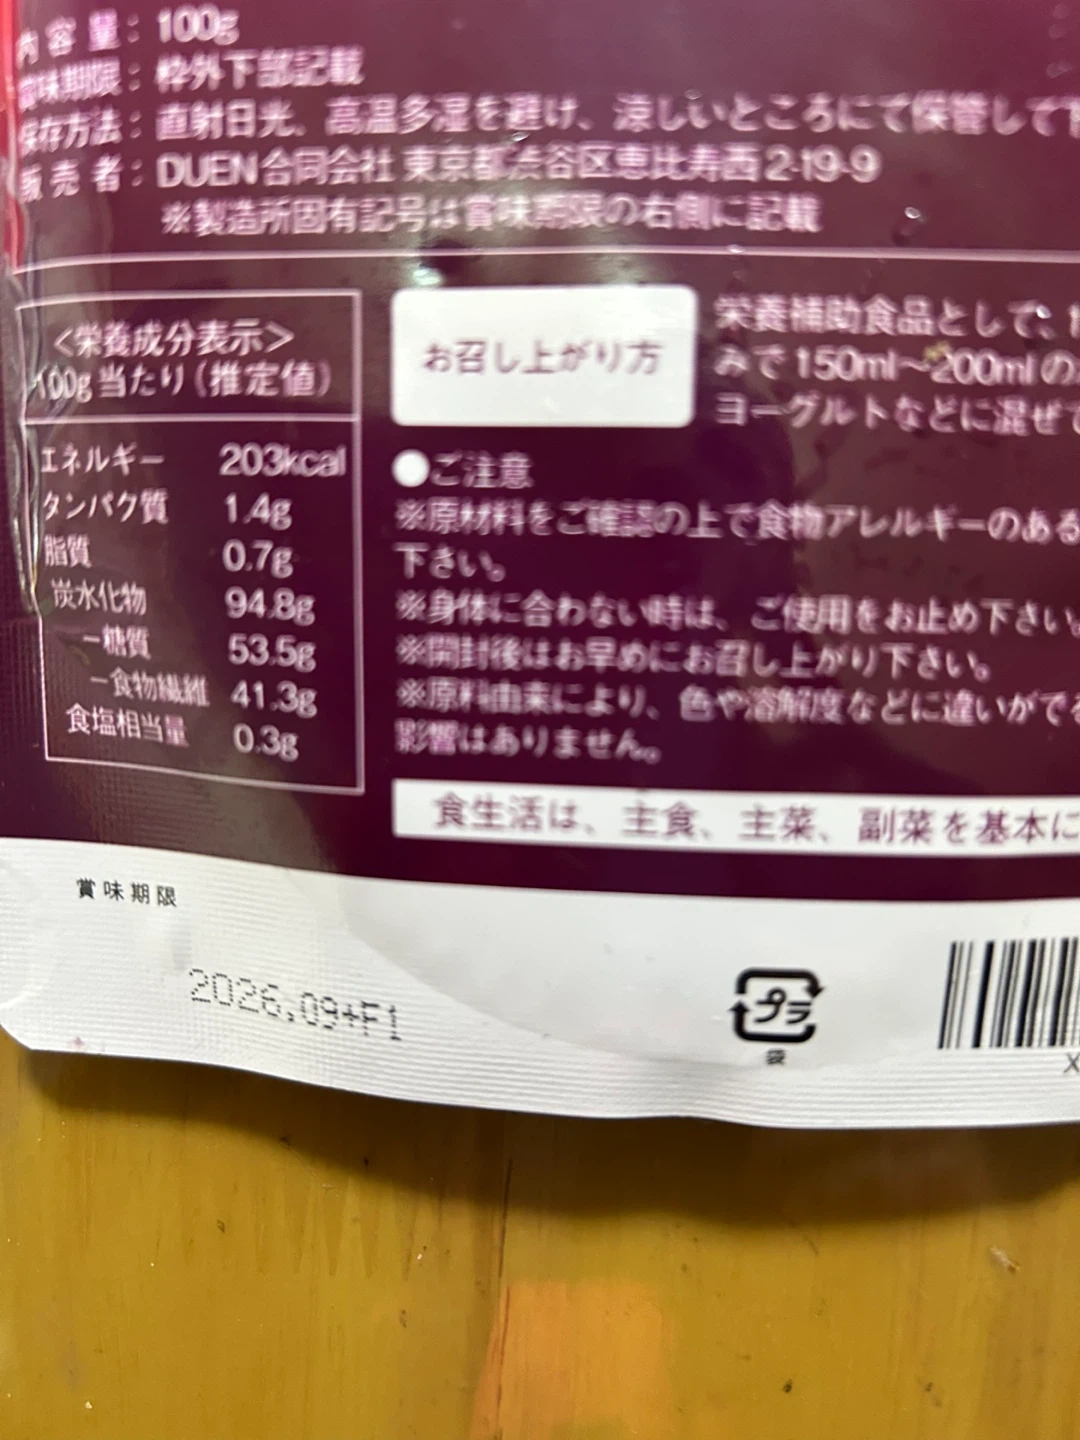 内容量：100g
賞味期限：枠外下部記載
保存方法：直射日光、高温多湿を避け、涼しいところにて保管して下
販売者：DUEN合同会社 東京都渋谷区恵比寿西2-19-9
※製造所固有記号は賞味期限の右側に記載
<栄養成分表示>
100g当たり(推定値)
エネルギー 203kcal
タンパク質 1.4g
脂質 0.7g
炭水化物 94.8g
－糖質 53.5g
－食物繊維 41.3g
食塩相当量 0.3g
お召し上がり方
栄養補助食品として、
みで150ml～200mlの
ヨーグルトなどに混ぜて
●ご注意
※原材料をご確認の上で食物アレルギーのある
下さい。
※身体に合わない時は、ご使用をお止め下さい。
※開封後はお早めにお召し上がり下さい。
※原料由来により、色や溶解度などに違いがでる
影響はありません。
食生活は、主食、主菜、副菜を基本に
賞味期限
2026.09+F1
プラ
袋
X